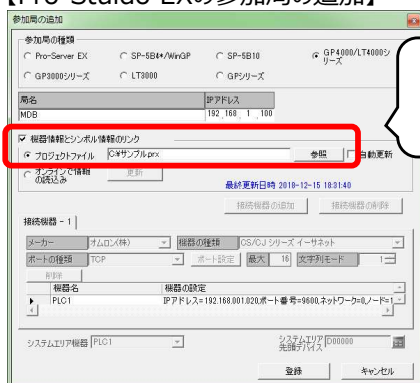 【Pro-Studio EXの参加局の追加】
参加局の追加
参加局の種類
Pro-Server EX
SP-5B4*/WinGP
SP-5B10
GP4000/LT4000シリーズ
GP3000シリーズ
LT3000
GPシリーズ
局名
IPアドレス
MDB
192 .168 . 1 .100
機器情報とシンボル情報のリンク
プロジェクトファイル
C:¥サンプル.prx
参照
自動更新
オンラインで情報の読込み
更新
最終更新日時 2018-12-15 18:31:40
接続機器の追加
接続機器の削除
接続機器 - 1
メーカー
オムロン(株)
機器の種類
CS/CJ シリーズ イーサネット
ポートの種類
TCP
ポート設定
最大
16
文字列モード
1
削除
機器名
機器の設定
PLC1
IPアドレス=192.168.001.020,ポート番号=9600,ネットワーク=0,ノード=1
システムエリア機器
PLC1
システムエリア先頭デバイス
D00000
登録
キャンセル